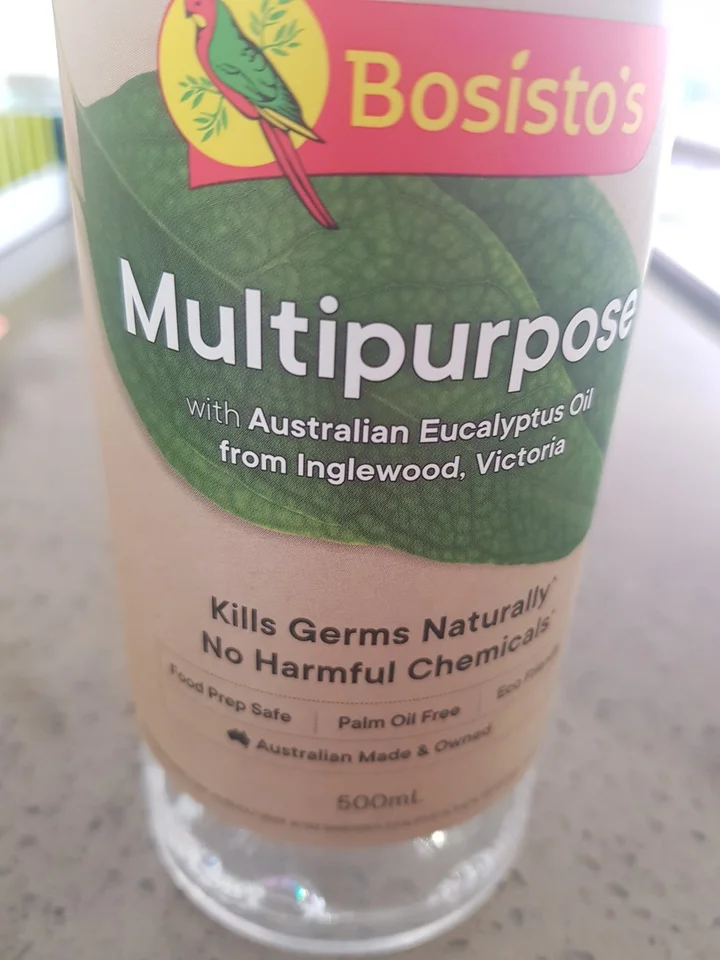 Bosisto's
Multipurpose
with Australian Eucalyptus Oil
from Inglewood, Victoria
Kills Germs Naturally^
No Harmful Chemicals*
Food Prep Safe
Palm Oil Free
Eco
Australian Made & Owned
500mL